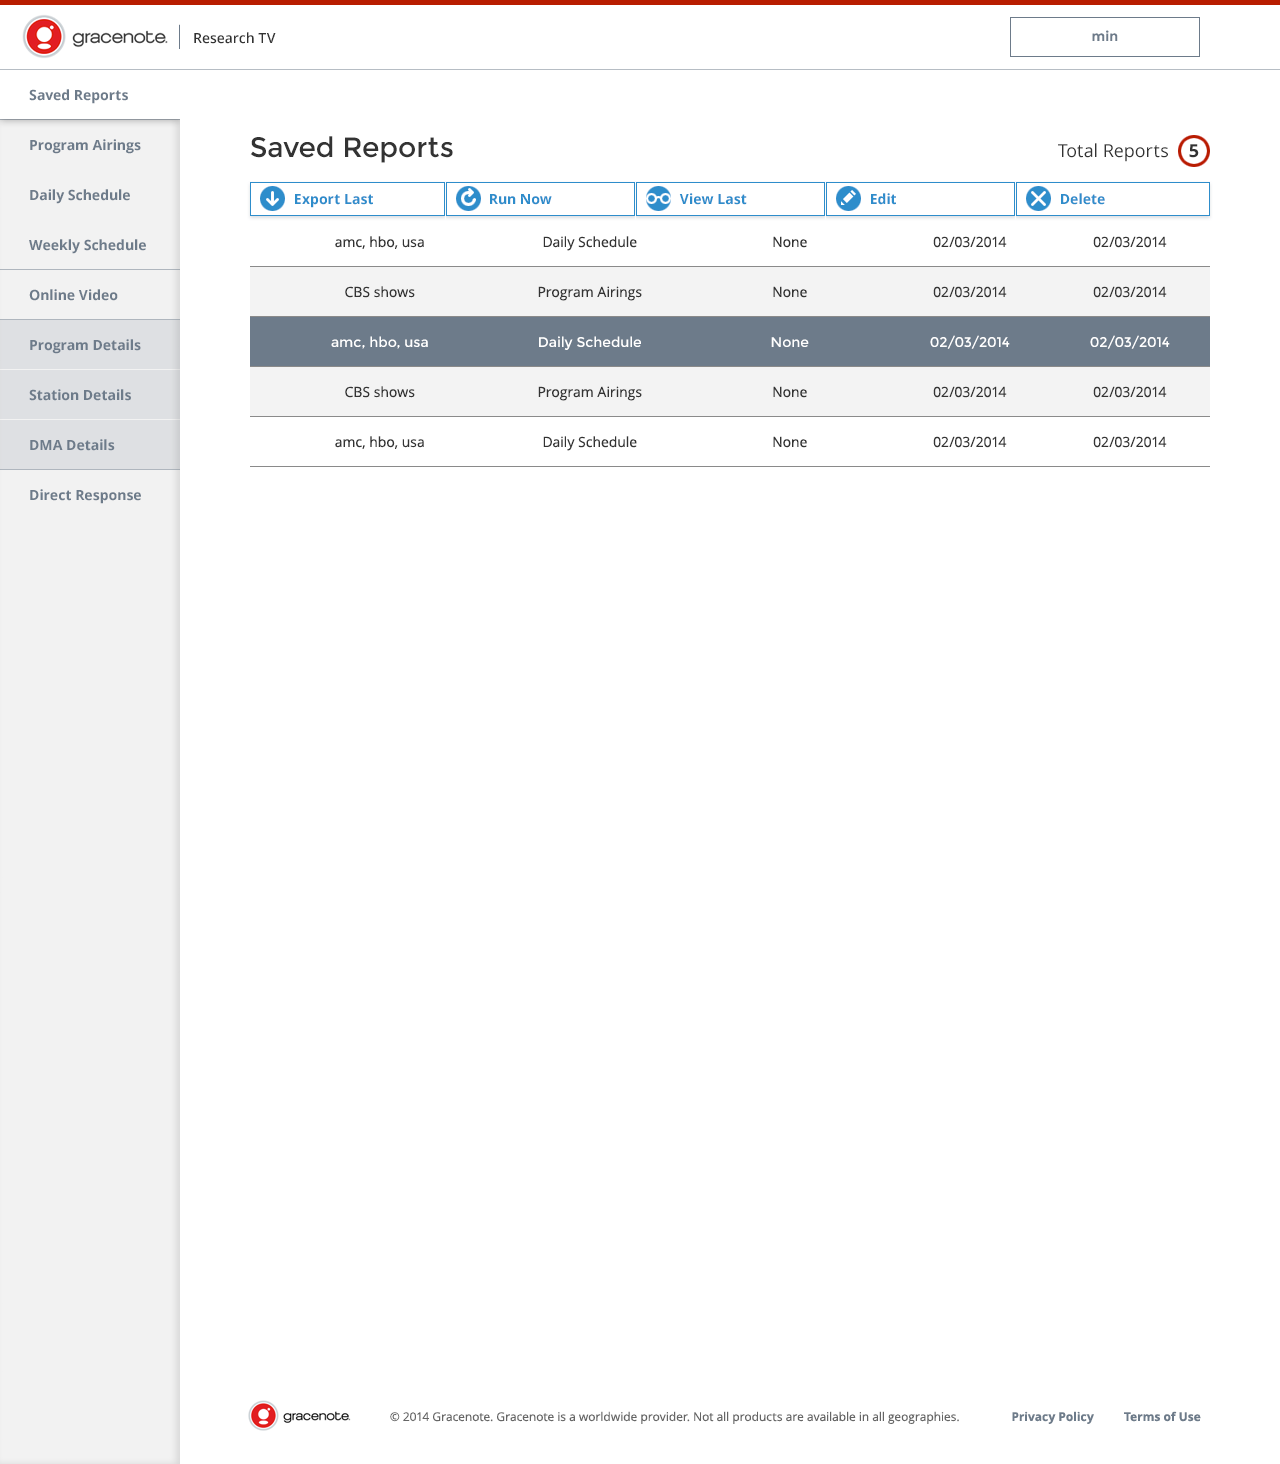 gracenote. Research TV min
Saved Reports
Program Airings
Daily Schedule
Weekly Schedule
Online Video
Program Details
Station Details
DMA Details
Direct Response
Saved Reports Total Reports 5
Export Last Run Now View Last Edit Delete
amc, hbo, usa Daily Schedule None 02/03/2014 02/03/2014
CBS shows Program Airings None 02/03/2014 02/03/2014
amc, hbo, usa Daily Schedule None 02/03/2014 02/03/2014
CBS shows Program Airings None 02/03/2014 02/03/2014
amc, hbo, usa Daily Schedule None 02/03/2014 02/03/2014
gracenote. © 2014 Gracenote. Gracenote is a worldwide provider. Not all products are available in all geographies. Privacy Policy Terms of Use